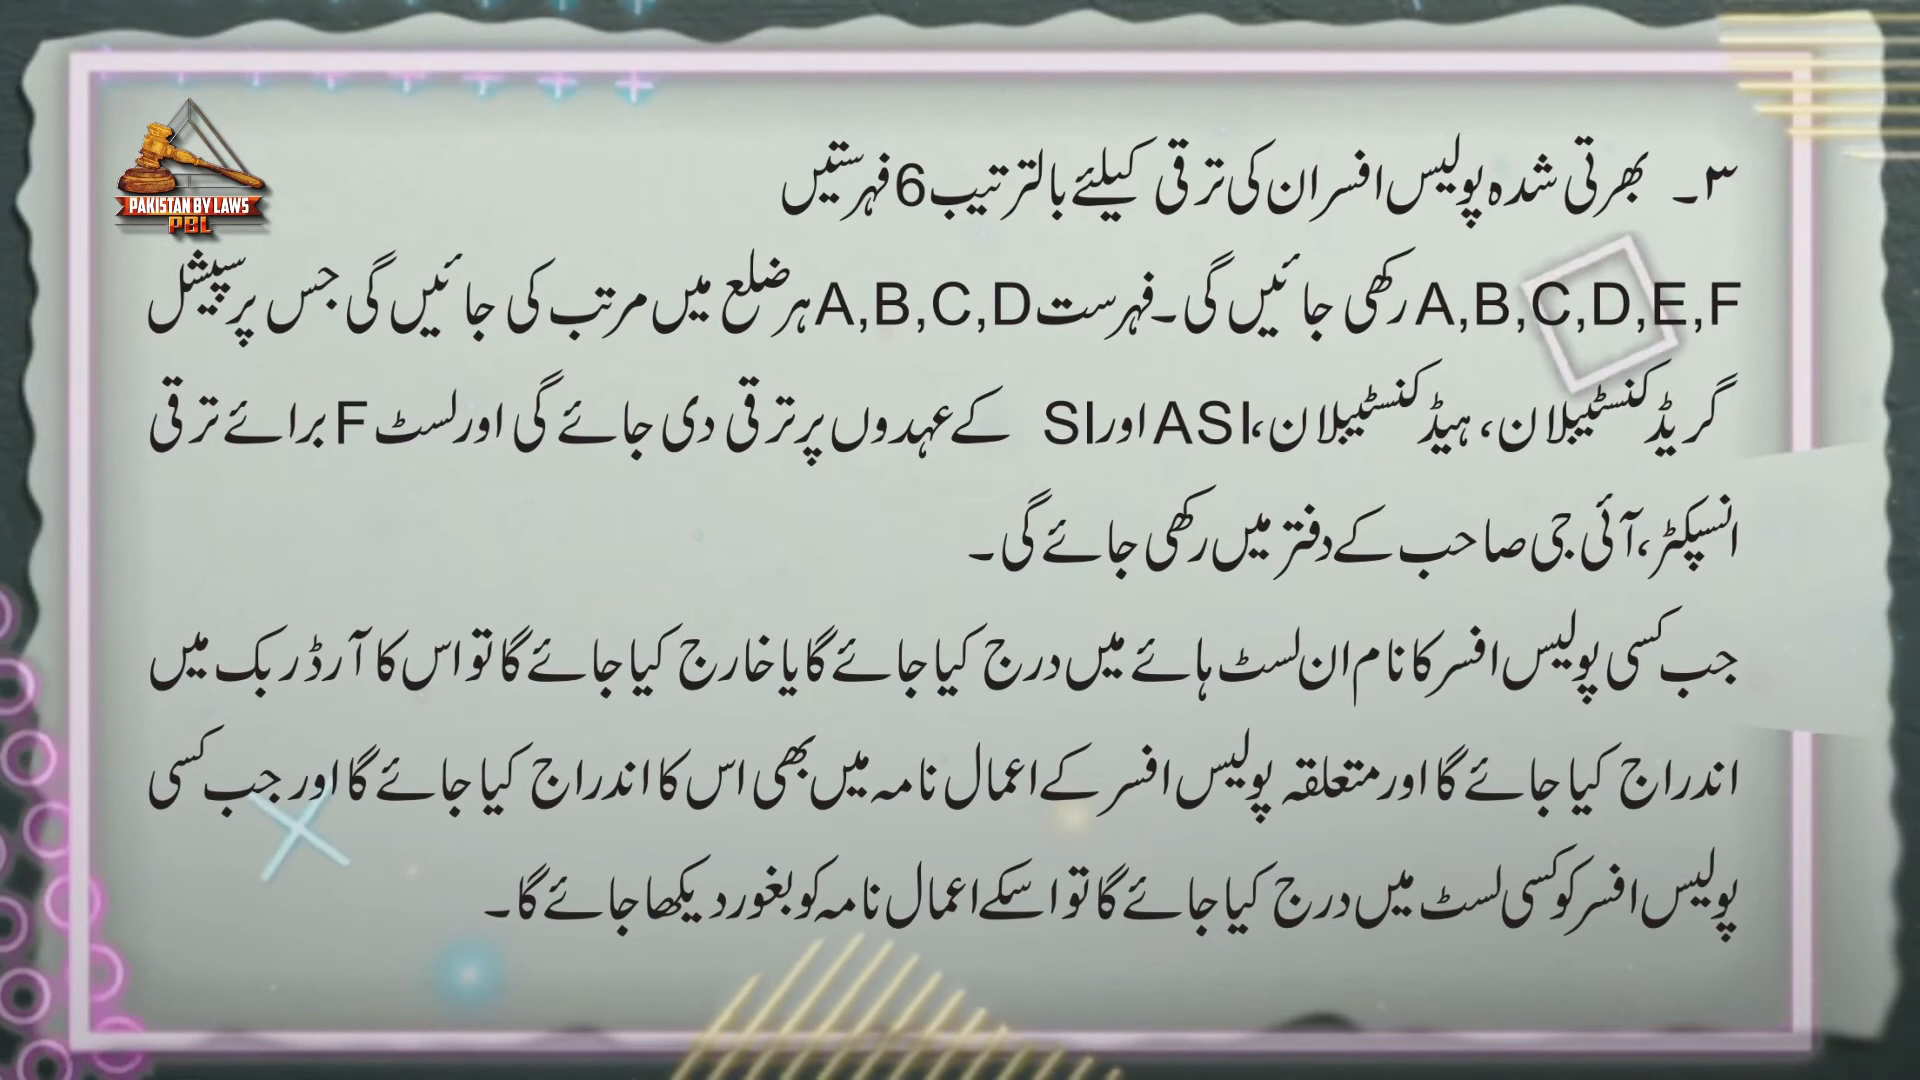 PAKISTAN BY LAWS
PBL
۳۔ بھرتی شدہ پولیس افسران کی ترقی کیلئے بالترتیب 6 فہرستیں
A,B,C,D,E,F رکھی جائیں گی۔ فہرست A,B,C,D ہر ضلع میں مرتب کی جائیں گی جس پر سپیشل
گریڈ کنسٹیبلان، ہیڈ کنسٹیبلان، ASI اور SI کے عہدوں پر ترقی دی جائے گی اور لسٹ F برائے ترقی
انسپکٹر، آئی جی صاحب کے دفتر میں رکھی جائے گی۔
جب کسی پولیس افسر کا نام ان لسٹ ہائے میں درج کیا جائے گا یا خارج کیا جائے گا تو اس کا آرڈر بک میں
اندراج کیا جائے گا اور متعلقہ پولیس افسر کے اعمال نامہ میں بھی اس کا اندراج کیا جائے گا اور جب کسی
پولیس افسر کو کسی لسٹ میں درج کیا جائے گا تو اسکے اعمال نامہ کو بغور دیکھا جائے گا۔